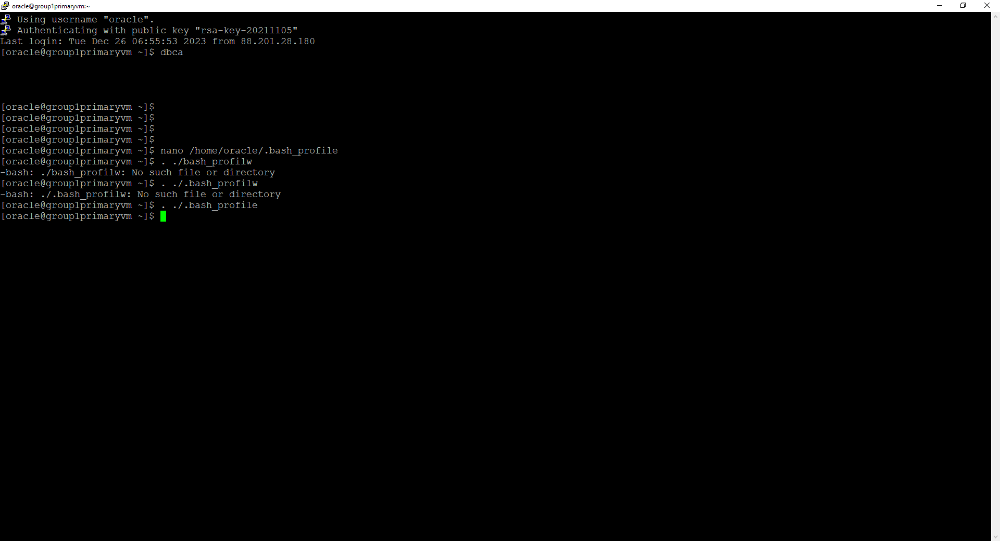 oracle@group1primaryvm:~
Using username "oracle".
Authenticating with public key "rsa-key-20211105"
Last login: Tue Dec 26 06:55:53 2023 from 88.201.28.180
[oracle@group1primaryvm ~]$ dbca
[oracle@group1primaryvm ~]$
[oracle@group1primaryvm ~]$
[oracle@group1primaryvm ~]$
[oracle@group1primaryvm ~]$
[oracle@group1primaryvm ~]$ nano /home/oracle/.bash_profile
[oracle@group1primaryvm ~]$ . ./bash_profilw
-bash: ./bash_profilw: No such file or directory
[oracle@group1primaryvm ~]$ . ./.bash_profilw
-bash: ./.bash_profilw: No such file or directory
[oracle@group1primaryvm ~]$ . ./.bash_profile
[oracle@group1primaryvm ~]$